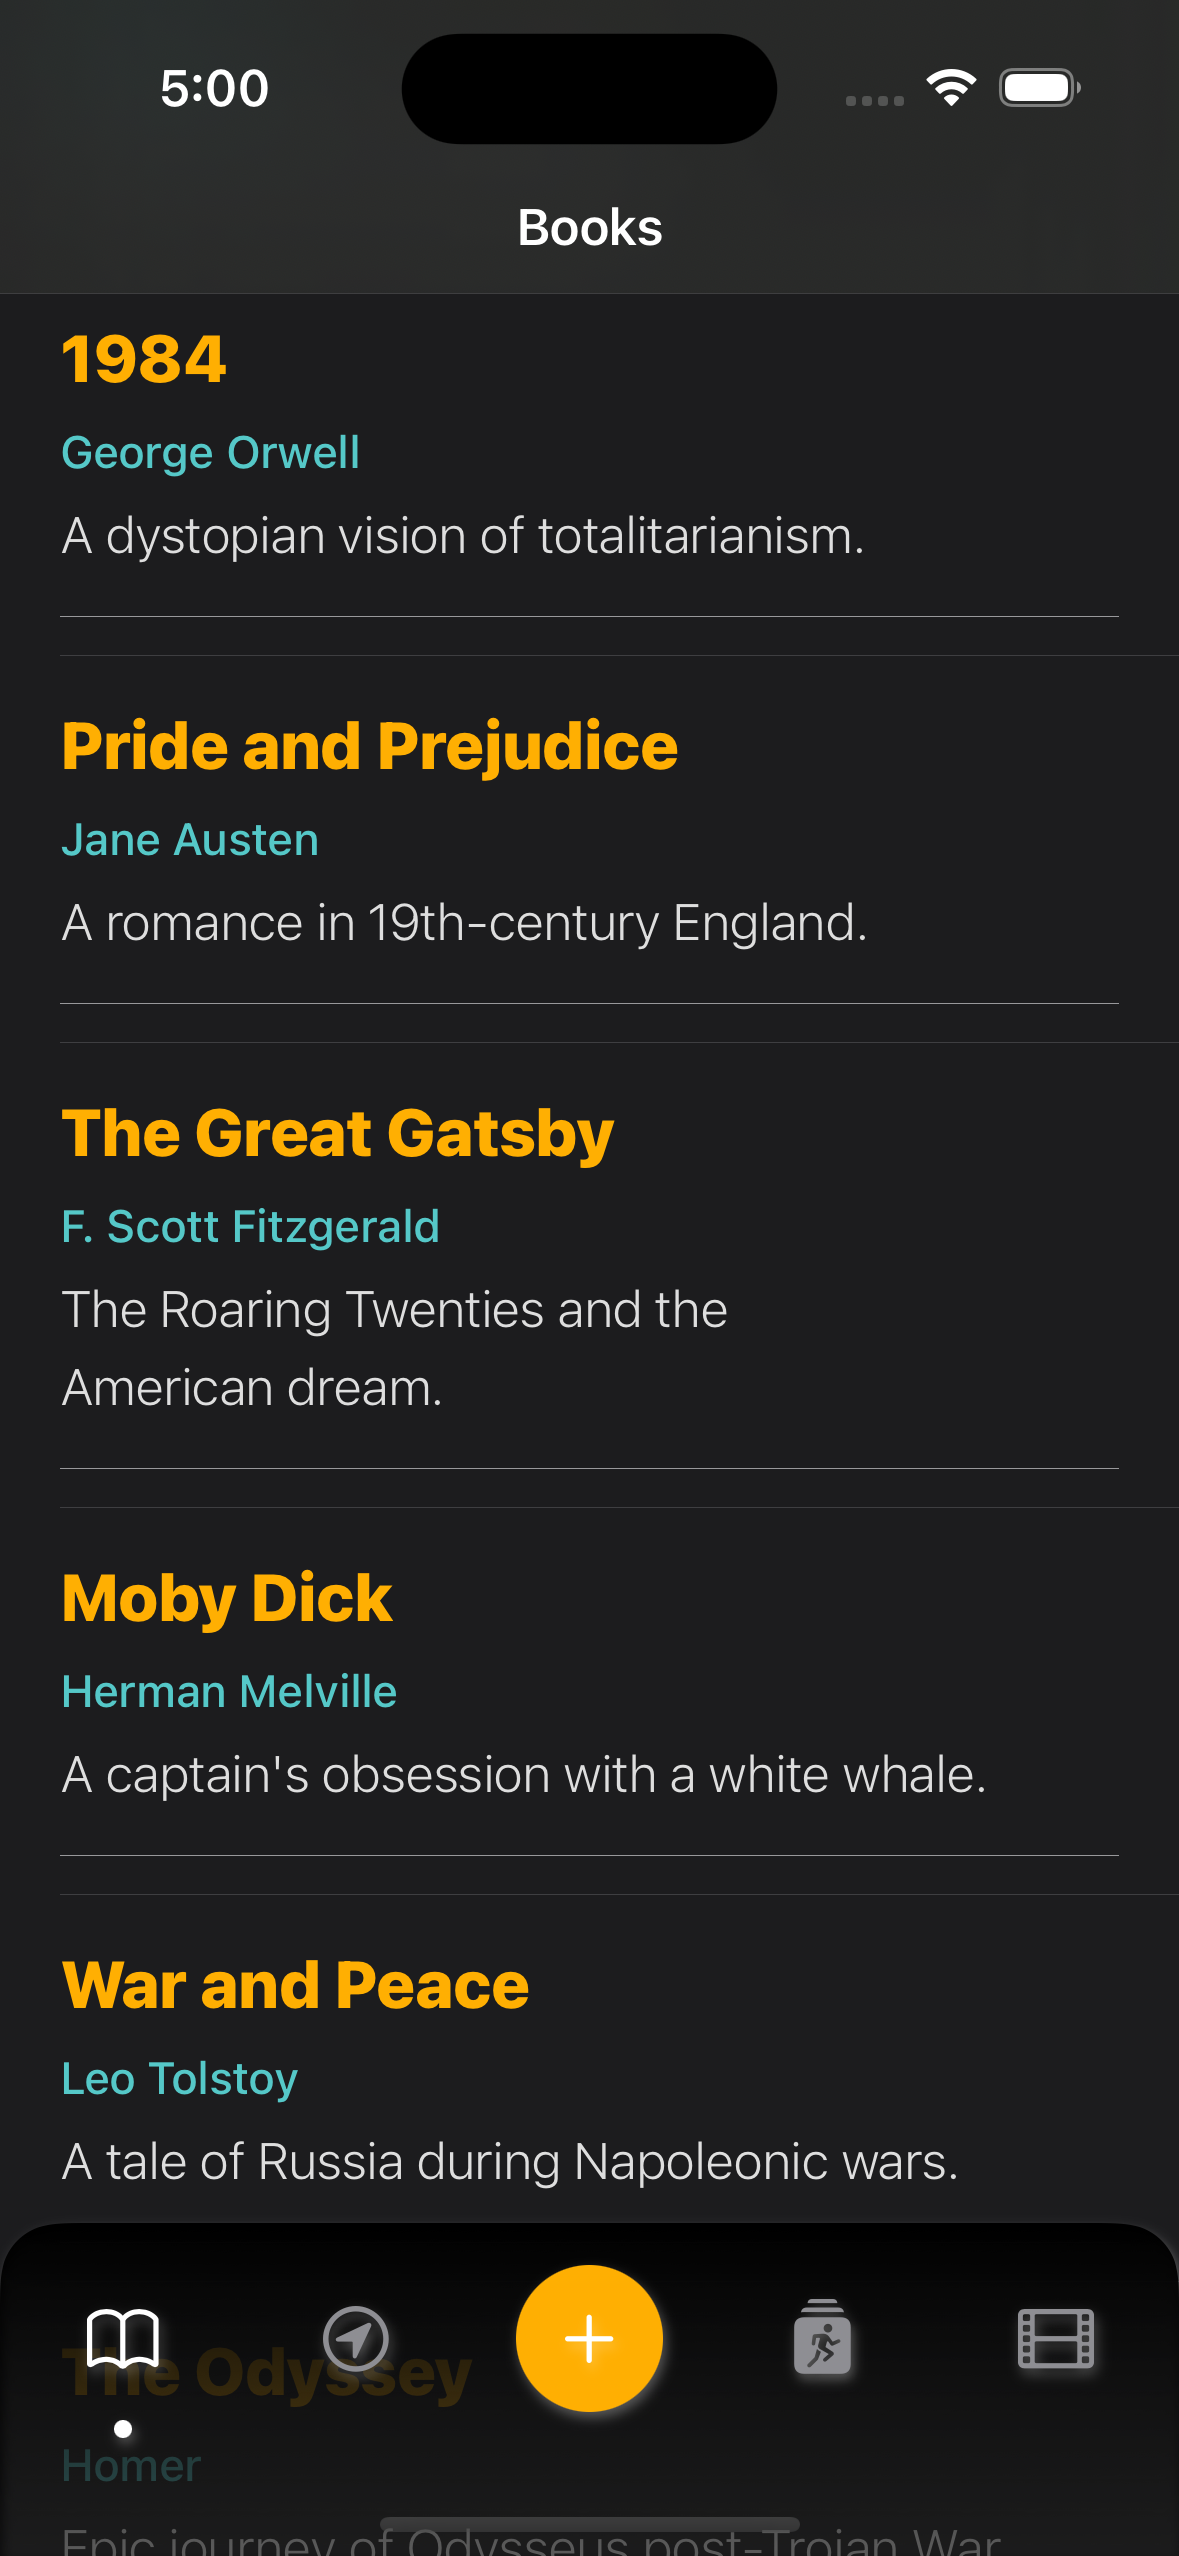 5:00
Books
1984
George Orwell
A dystopian vision of totalitarianism.
Pride and Prejudice
Jane Austen
A romance in 19th-century England.
The Great Gatsby
F. Scott Fitzgerald
The Roaring Twenties and the
American dream.
Moby Dick
Herman Melville
A captain's obsession with a white whale.
War and Peace
Leo Tolstoy
A tale of Russia during Napoleonic wars.
The Odyssey
Homer
Epic journey of Odysseus post-Trojan War